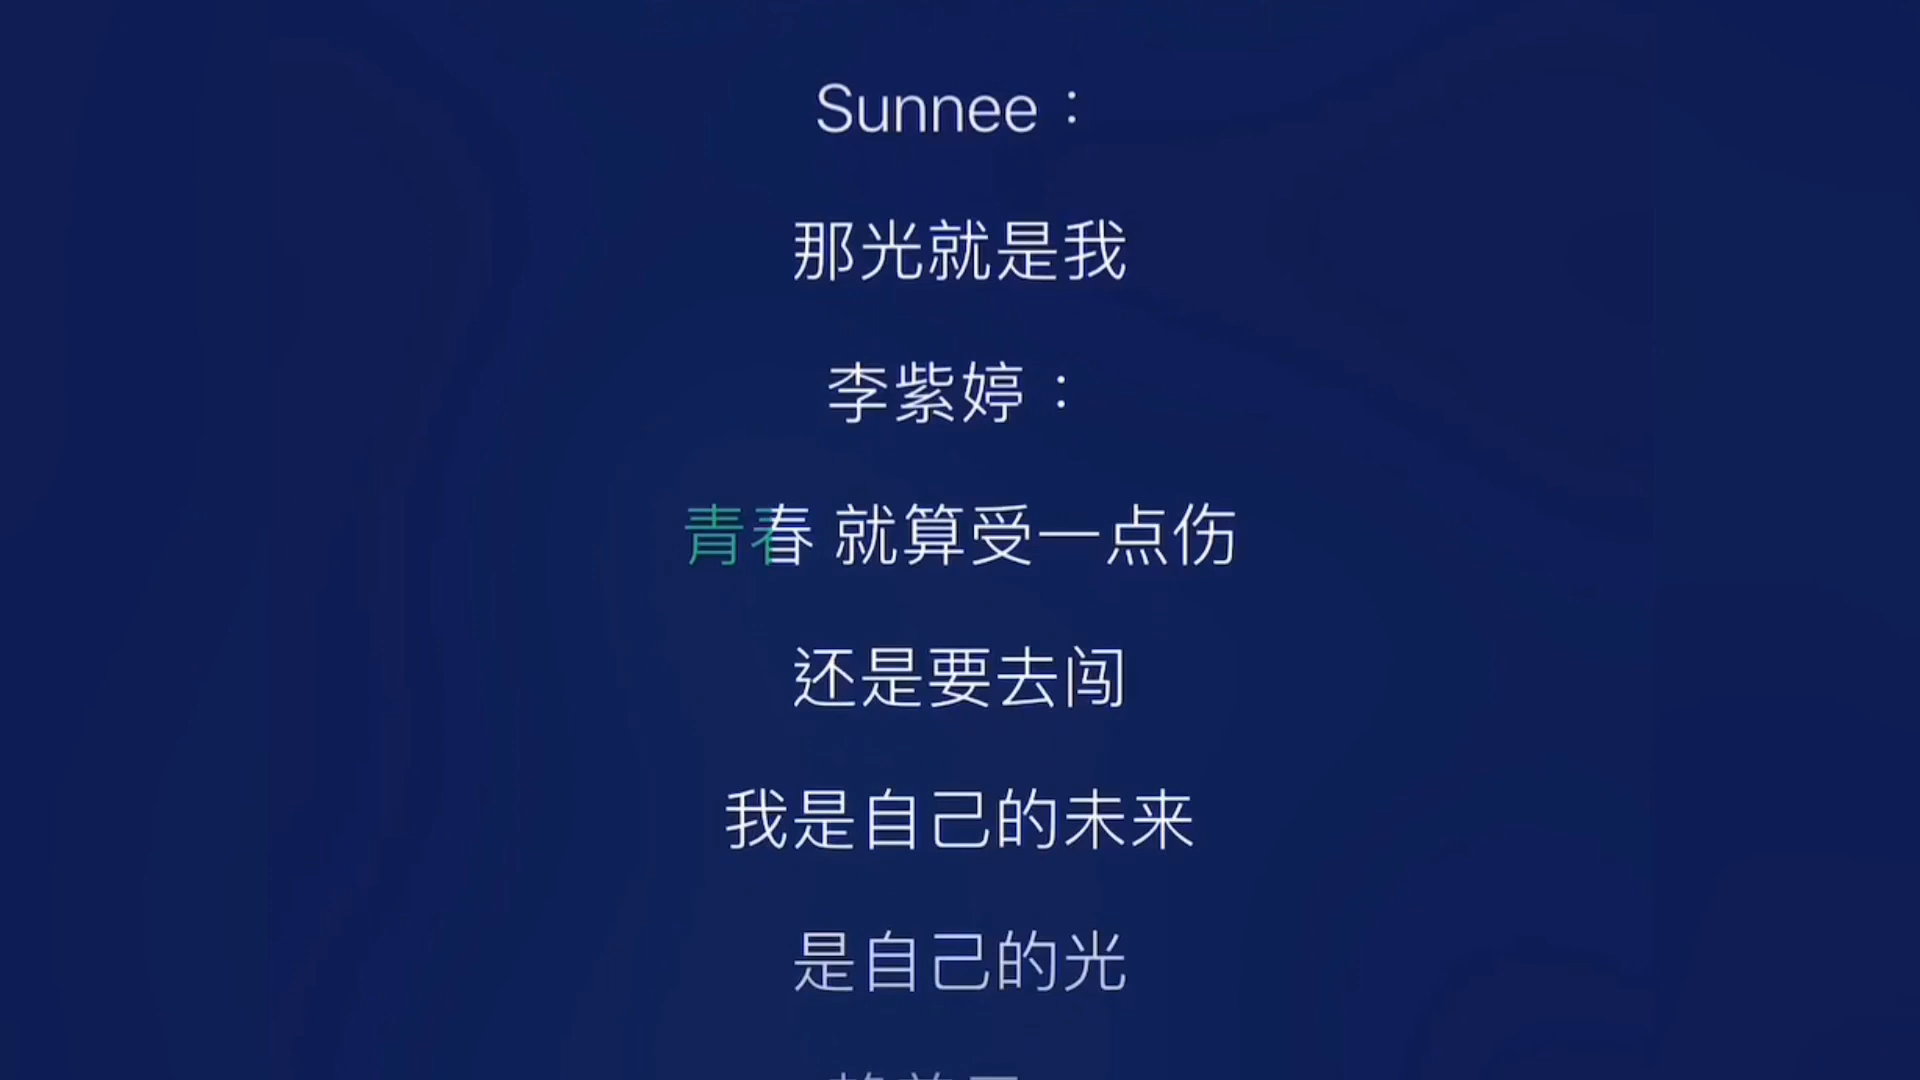 Sunnee：
那光就是我
李紫婷：
青春 就算受一点伤
还是要去闯
我是自己的未来
是自己的光